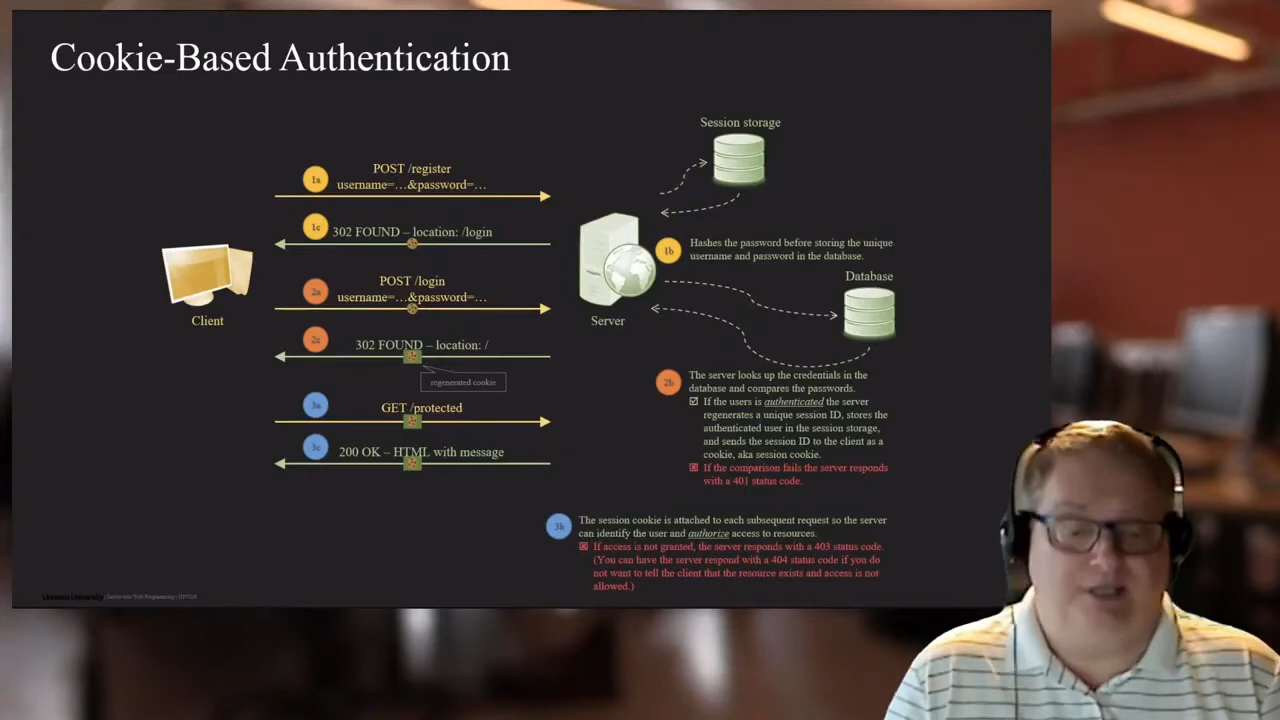 Cookie-Based Authentication
Session storage
1a
POST /register
username=…&password=…
1c
302 FOUND – location: /login
1b
Hashes the password before storing the unique
username and password in the database.
Database
2a
POST /login
username=…&password=…
Client
Server
2c
302 FOUND – location: /
regenerated cookie
2b
The server looks up the credentials in the
database and compares the passwords.
If the users is authenticated the server
regenerates a unique session ID, stores the
authenticated user in the session storage,
and sends the session ID to the client as a
cookie, aka session cookie.
If the comparison fails the server responds
with a 401 status code.
3a
GET /protected
3c
200 OK – HTML with message
3b
The session cookie is attached to each subsequent request so the server
can identify the user and authorize access to resources.
If access is not granted, the server responds with a 403 status code.
(You can have the server respond with a 404 status code if you do
not want to tell the client that the resource exists and access is not
allowed.)